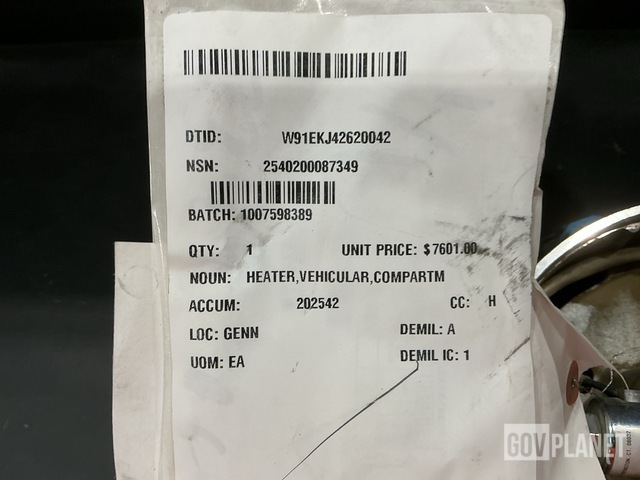 DTID: W91EKJ42620042
NSN: 2540200087349
BATCH: 1007598389
QTY: 1 UNIT PRICE: $7601.00
NOUN: HEATER,VEHICULAR,COMPARTM
ACCUM: 202542 CC: H
LOC: GENN DEMIL: A
UOM: EA DEMIL IC: 1
GOVPLANET